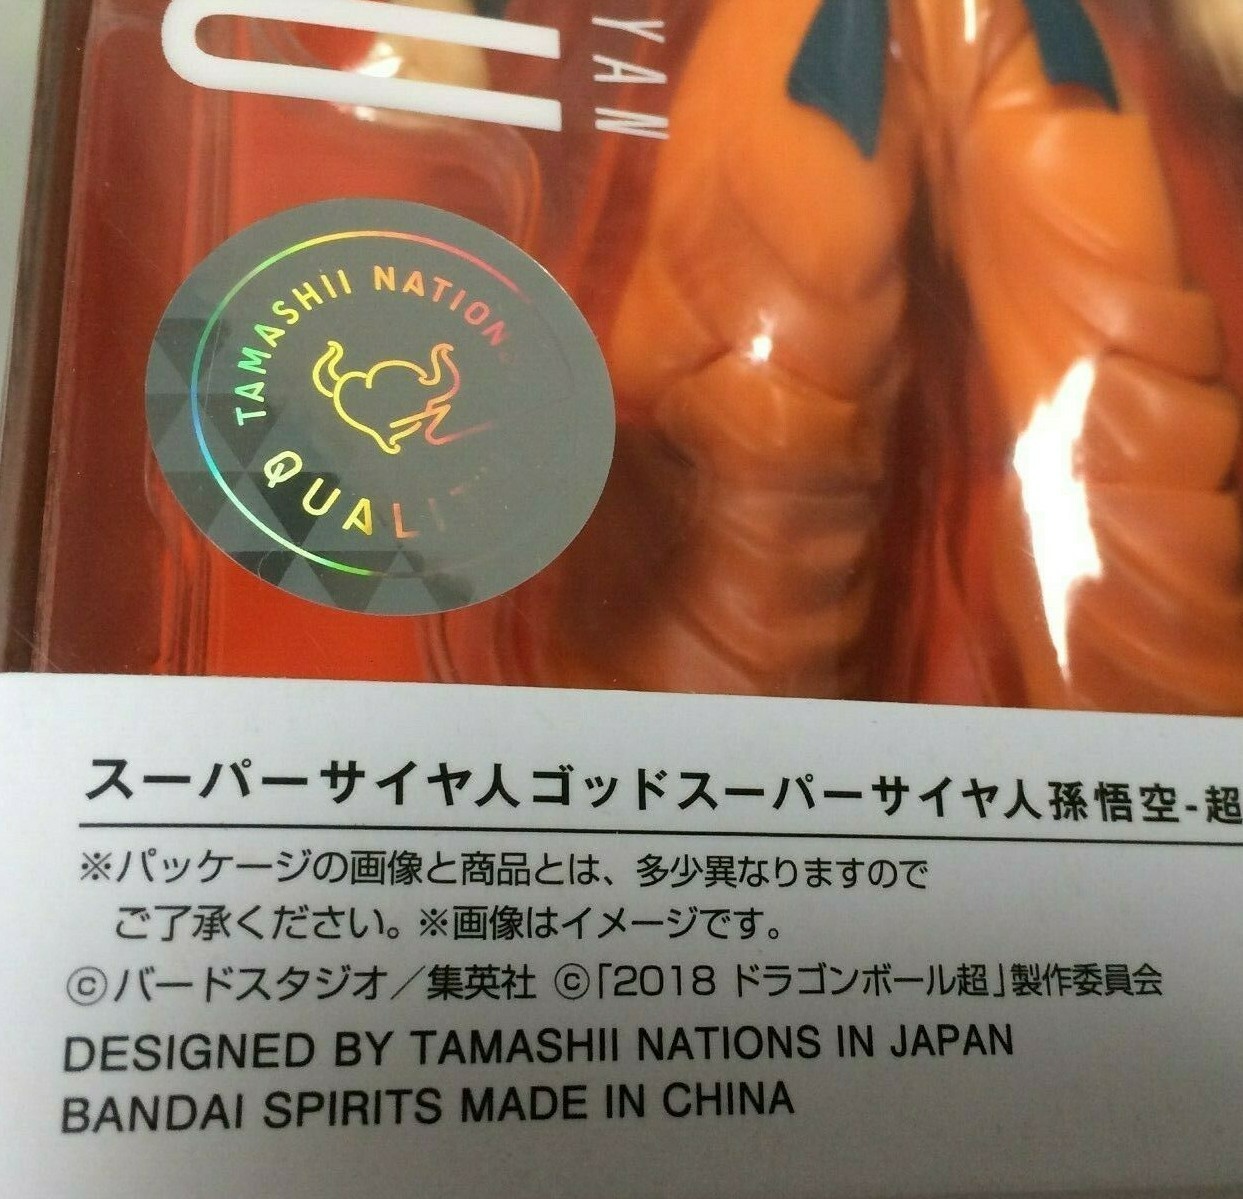 U
YAN
TAMASHII NATION
QUALI
スーパーサイヤ人ゴッドスーパーサイヤ人孫悟空-超
※パッケージの画像と商品とは、多少異なりますので
ご了承ください。※画像はイメージです。
©バードスタジオ／集英社 ©「2018 ドラゴンボール超」製作委員会
DESIGNED BY TAMASHII NATIONS IN JAPAN
BANDAI SPIRITS MADE IN CHINA